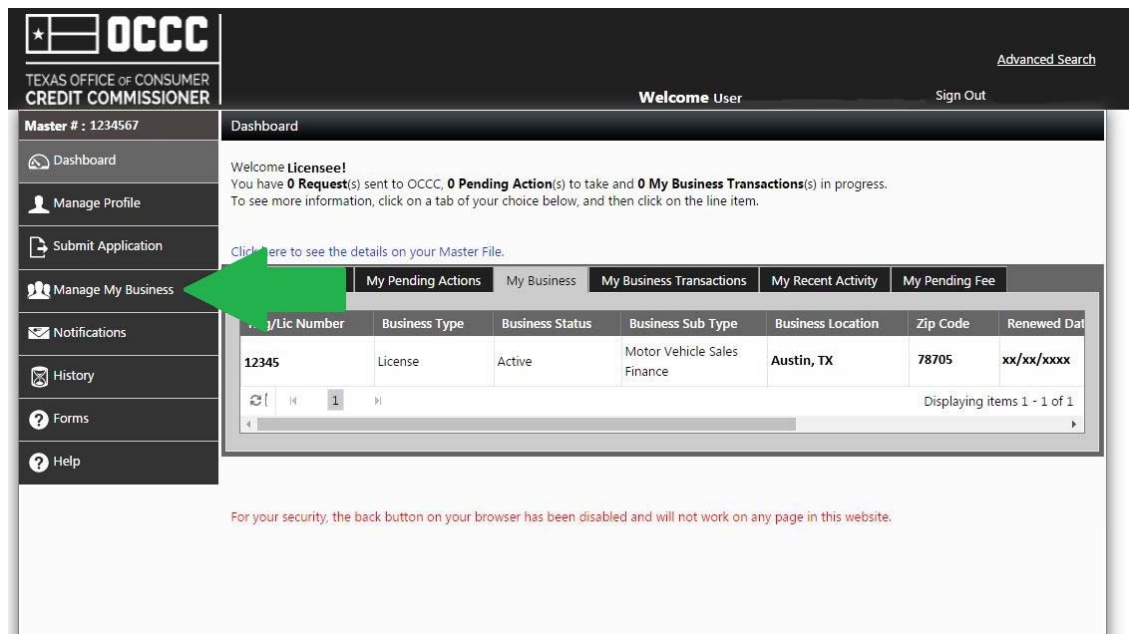 OCCC
TEXAS OFFICE OF CONSUMER
CREDIT COMMISSIONER
Advanced Search
Welcome User
Sign Out
Master # : 1234567
Dashboard
Dashboard
Manage Profile
Submit Application
Manage My Business
Notifications
History
Forms
Help
Welcome Licensee!
You have 0 Request(s) sent to OCCC, 0 Pending Action(s) to take and 0 My Business Transactions(s) in progress.
To see more information, click on a tab of your choice below, and then click on the line item.
Click here to see the details on your Master File.
My Pending Actions My Business My Business Transactions My Recent Activity My Pending Fee
/Lic Number Business Type Business Status Business Sub Type Business Location Zip Code Renewed Dat
12345 License Active Motor Vehicle Sales Austin, TX 78705 xx/xx/xxxx
Finance
1 Displaying items 1 - 1 of 1
For your security, the back button on your browser has been disabled and will not work on any page in this website.